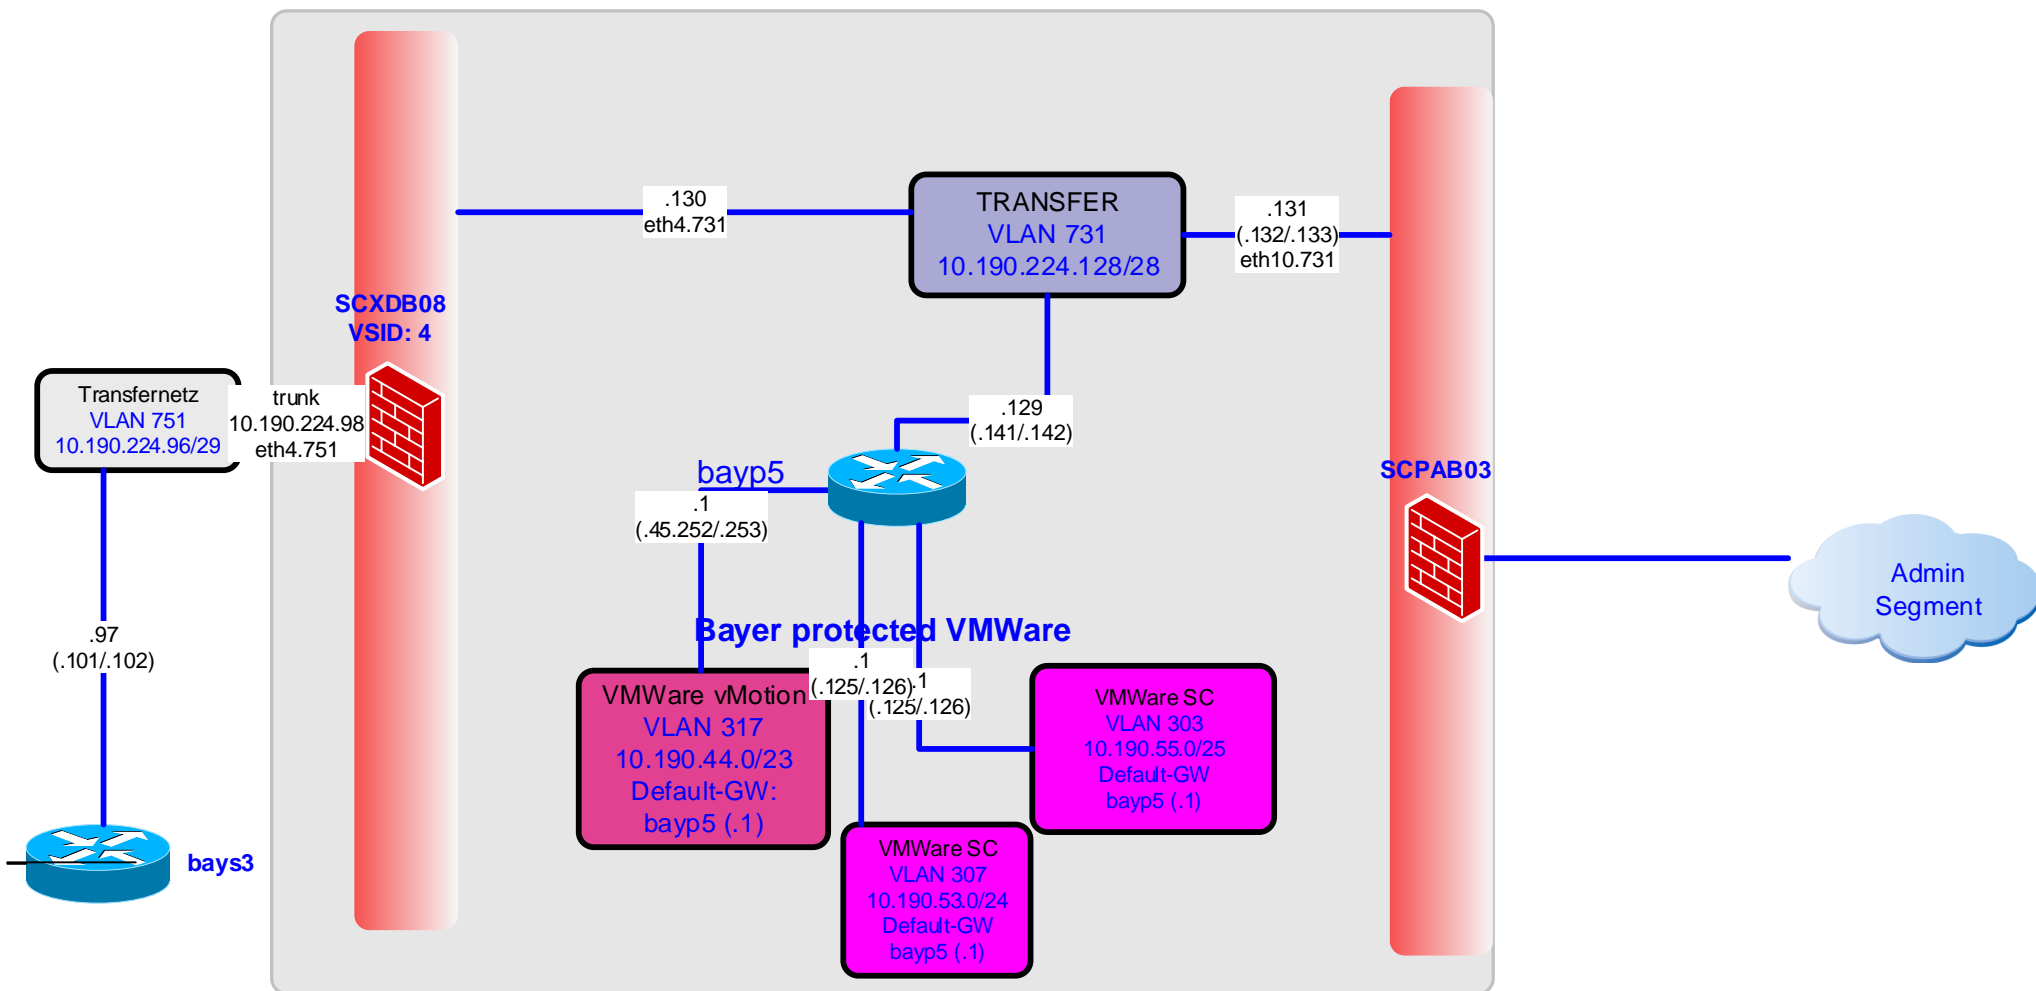 .130
eth4.731
TRANSFER
VLAN 731
10.190.224.128/28
.131
(.132/.133)
eth10.731
SCXDB08
VSID: 4
Transfernetz
VLAN 751
10.190.224.96/29
trunk
10.190.224.98
eth4.751
.129
(.141/.142)
bayp5
.1
(.45.252/.253)
SCPAB03
Admin
Segment
.97
(.101/.102)
Bayer protected VMWare
.1
(.125/.126)
.1
(.125/.126)
VMWare vMotion
VLAN 317
10.190.44.0/23
Default-GW:
bayp5 (.1)
VMWare SC
VLAN 303
10.190.55.0/25
Default-GW
bayp5 (.1)
VMWare SC
VLAN 307
10.190.53.0/24
Default-GW
bayp5 (.1)
bays3